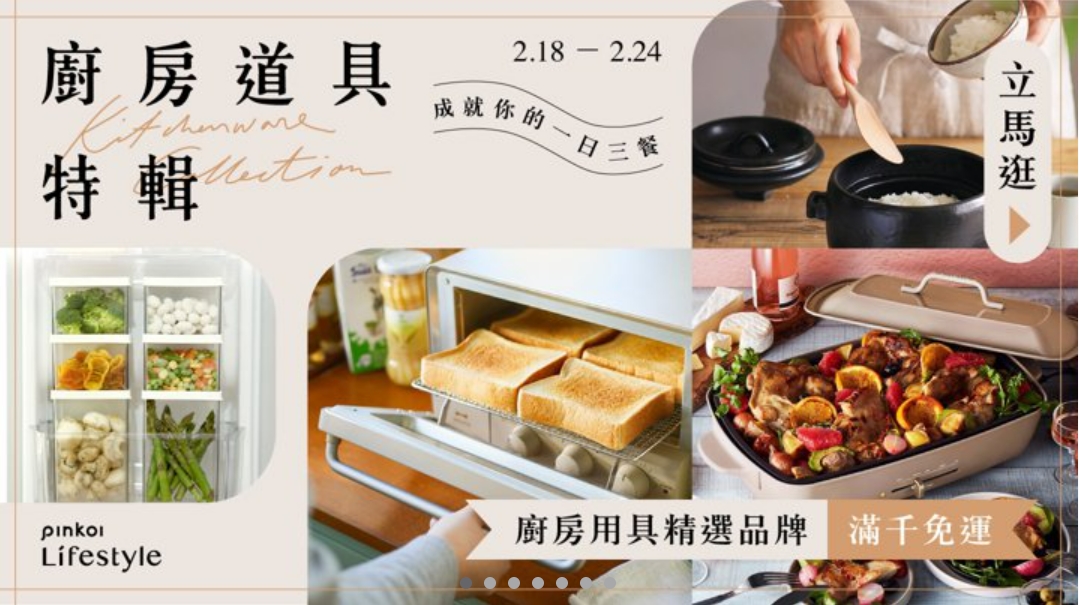 廚房道具
特輯
Kitchenware
Collection
2.18 － 2.24
成就你的一日三餐
立馬逛
pinkoi
Lifestyle
廚房用具精選品牌 滿千免運